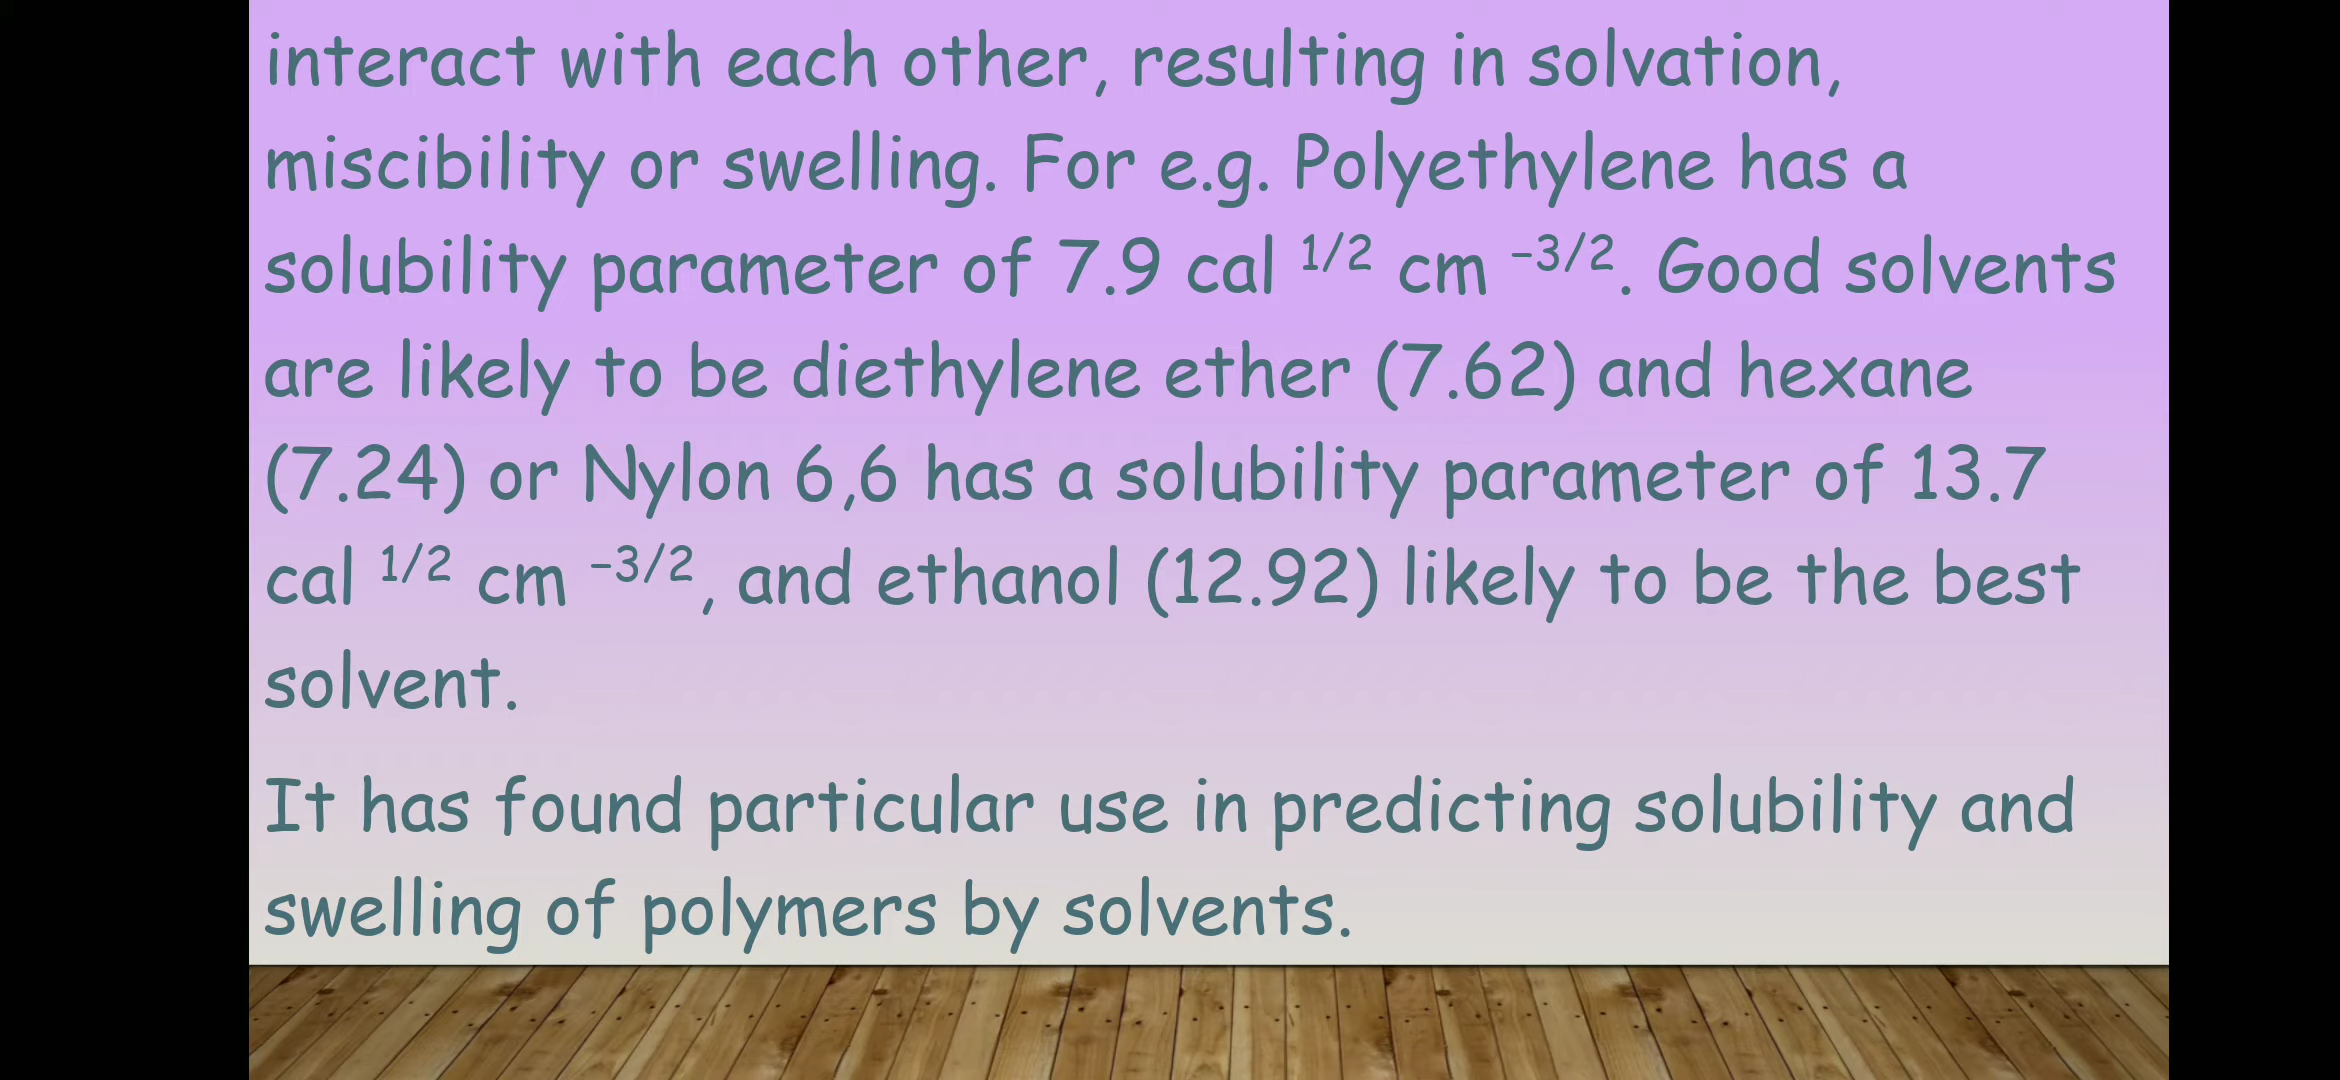 interact with each other, resulting in solvation,
miscibility or swelling. For e.g. Polyethylene has a
solubility parameter of 7.9 cal ¹/² cm ⁻³/². Good solvents
are likely to be diethylene ether (7.62) and hexane
(7.24) or Nylon 6,6 has a solubility parameter of 13.7
cal ¹/² cm ⁻³/², and ethanol (12.92) likely to be the best
solvent.
It has found particular use in predicting solubility and
swelling of polymers by solvents.